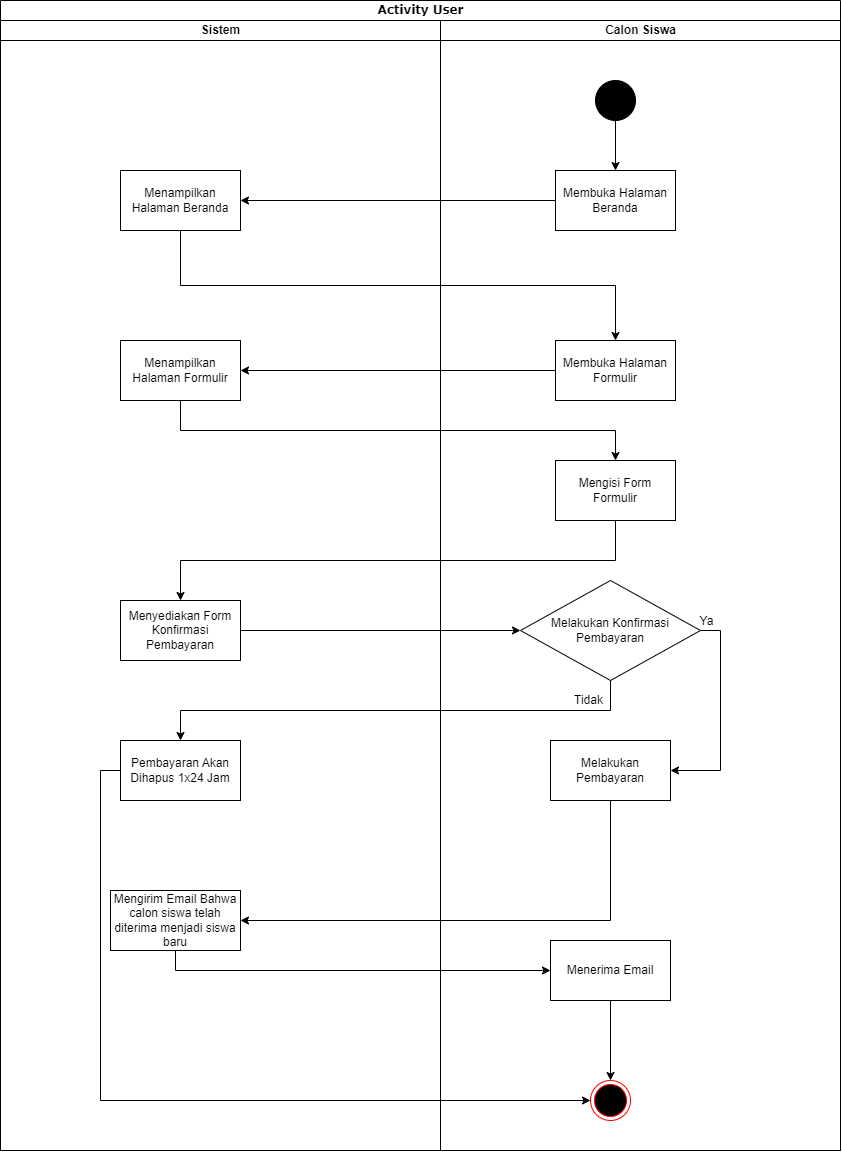 Activity User
Sistem
Calon Siswa
Menampilkan
Halaman Beranda
Membuka Halaman
Beranda
Menampilkan
Halaman Formulir
Membuka Halaman
Formulir
Mengisi Form
Formulir
Menyediakan Form
Konfirmasi
Pembayaran
Melakukan Konfirmasi
Pembayaran
Ya
Tidak
Pembayaran Akan
Dihapus 1x24 Jam
Melakukan
Pembayaran
Mengirim Email Bahwa
calon siswa telah
diterima menjadi siswa
baru
Menerima Email